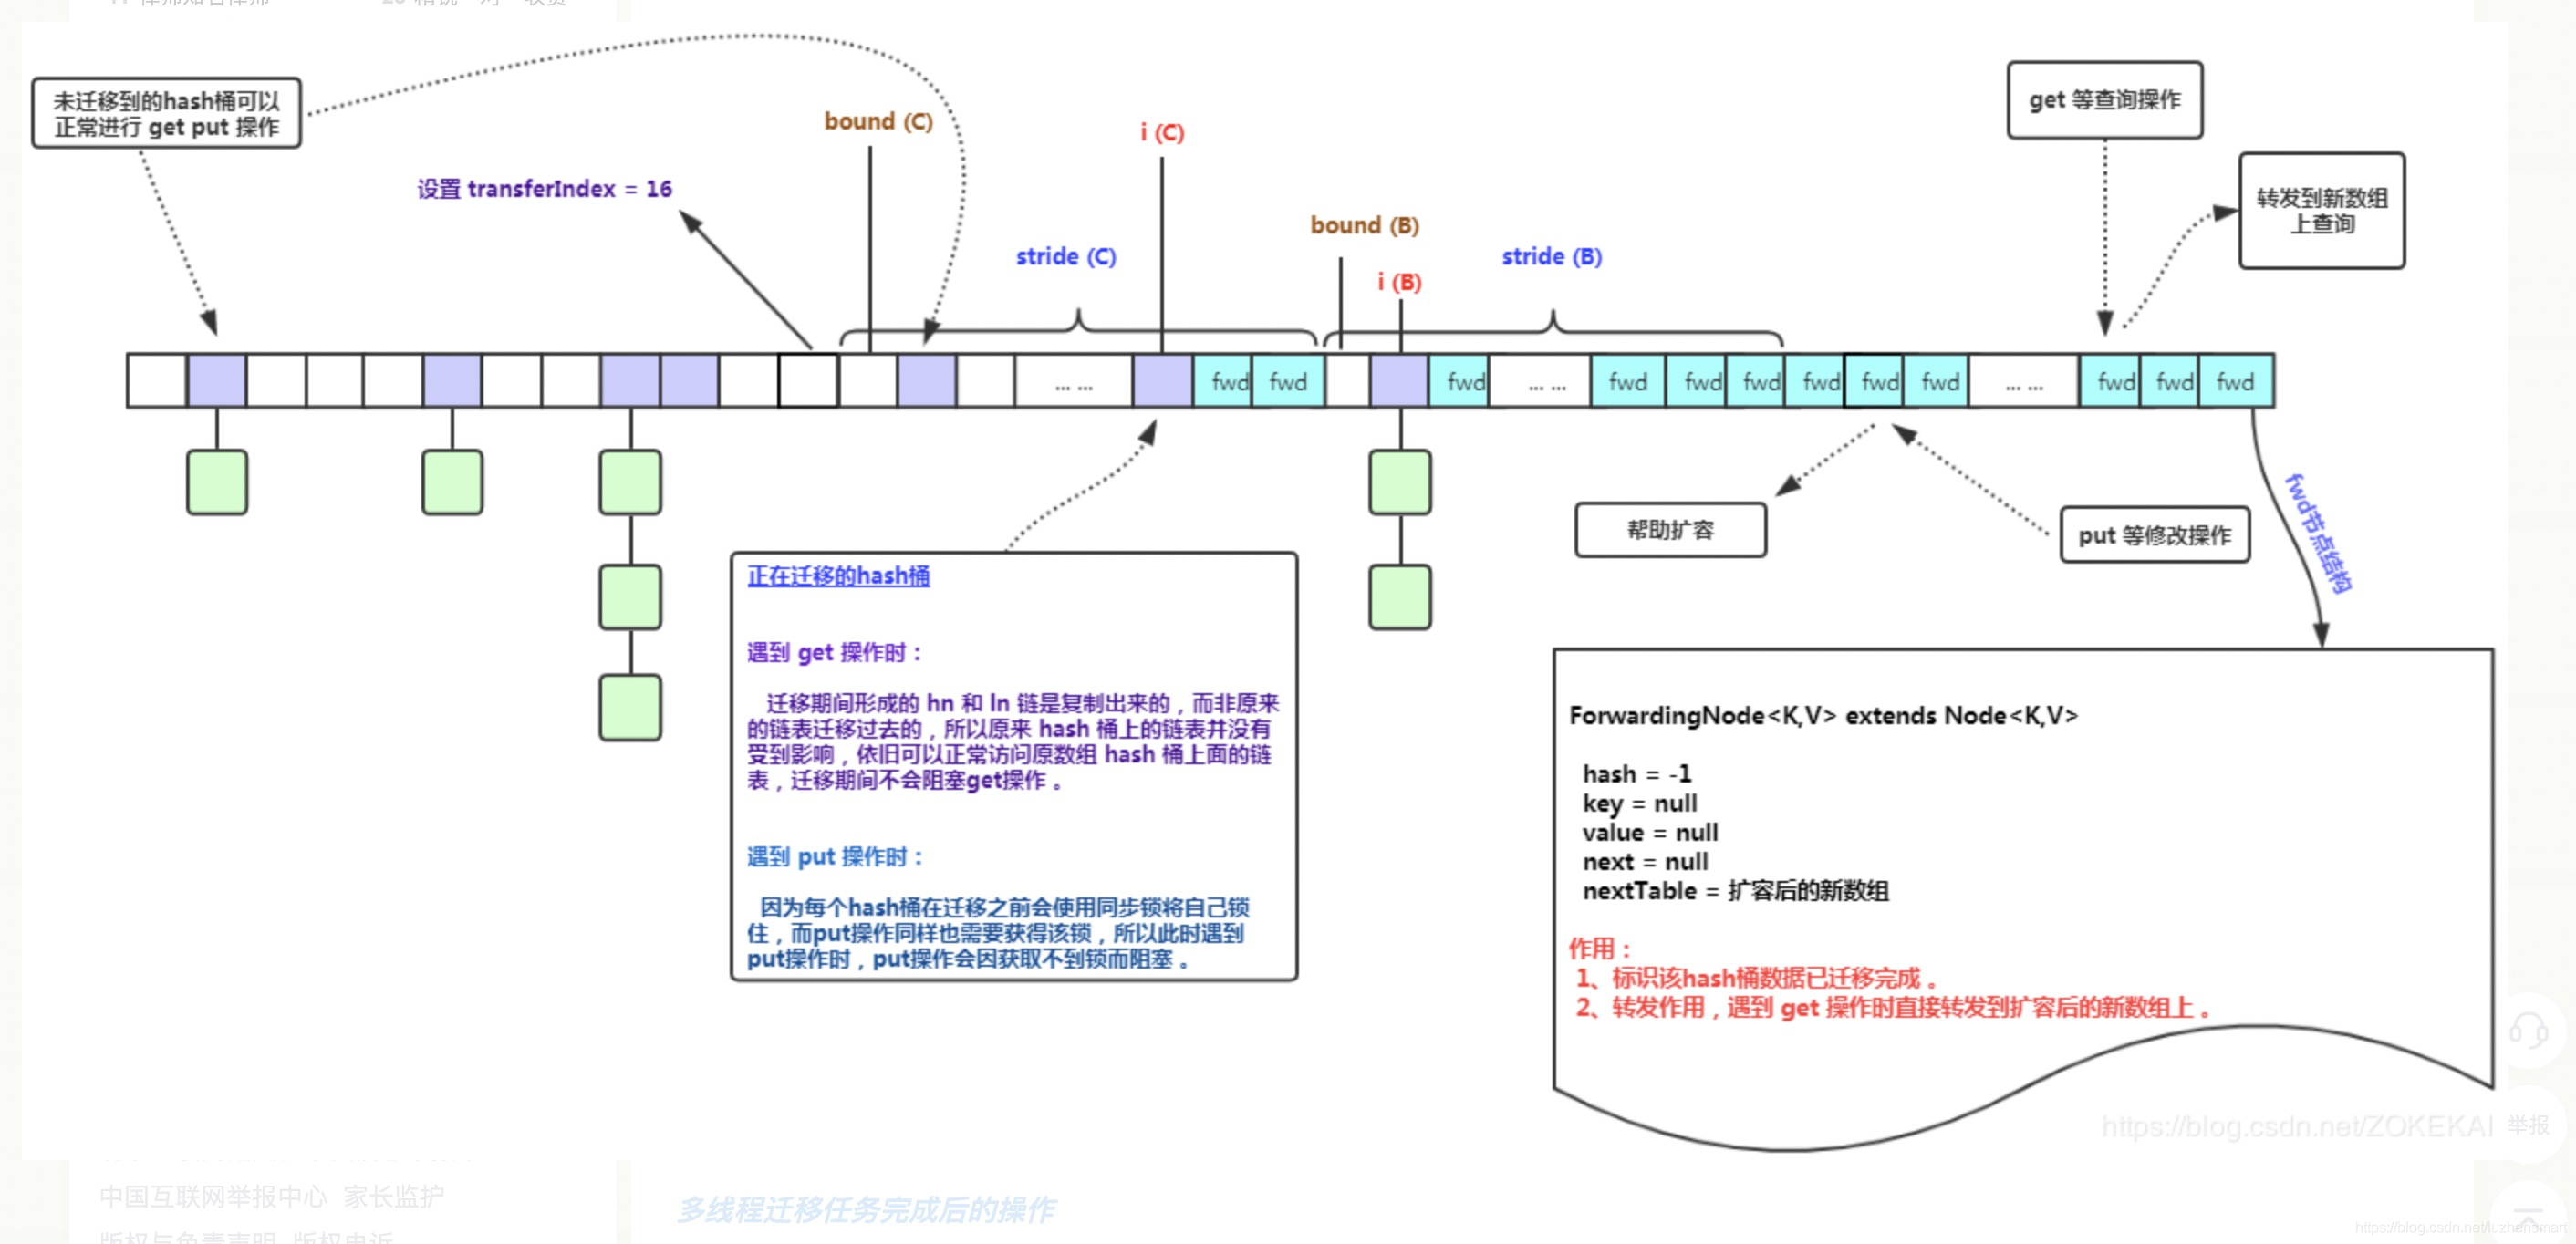 未迁移到的hash桶可以
正常进行 get put 操作
设置 transferIndex = 16
bound (C)
i (C)
stride (C)
bound (B)
i (B)
stride (B)
get 等查询操作
转发到新数组
上查询
... ...
fwd
fwd
fwd
... ...
fwd
fwd
fwd
fwd
fwd
fwd
... ...
fwd
fwd
fwd
帮助扩容
put 等修改操作
fwd节点结构
正在迁移的hash桶
遇到 get 操作时：
迁移期间形成的 hn 和 ln 链是复制出来的，而非原来
的链表迁移过去的，所以原来 hash 桶上的链表并没有
受到影响，依旧可以正常访问原数组 hash 桶上面的链
表，迁移期间不会阻塞get操作 。
遇到 put 操作时：
因为每个hash桶在迁移之前会使用同步锁将自己锁
住，而put操作同样也需要获得该锁，所以此时遇到
put操作时，put操作会因获取不到锁而阻塞 。
ForwardingNode<K,V> extends Node<K,V>
hash = -1
key = null
value = null
next = null
nextTable = 扩容后的新数组
作用：
1、标识该hash桶数据已迁移完成 。
2、转发作用，遇到 get 操作时直接转发到扩容后的新数组上 。
https://blog.csdn.net/ZOKEKAI
举报
中国互联网举报中心 家长监护
多线程迁移任务完成后的操作
版权与免责声明 版权申诉
https://blog.csdn.net/luzhensmart